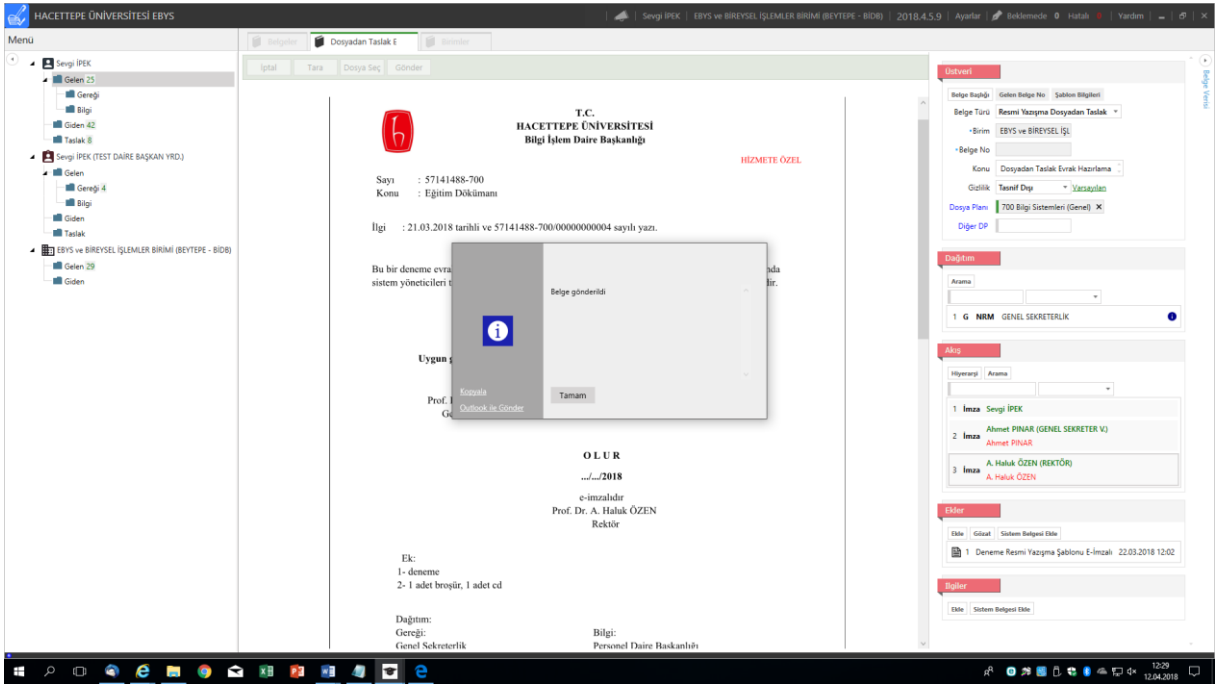 HACETTEPE ÜNİVERSİTESİ EBYS
Sevgi İPEK | EBYS ve BİREYSEL İŞLEMLER BİRİMİ (BEYTEPE - BİDB) | 2018.4.5.9 | Ayarlar | Beklemede 0 Hatalı | Yardım
Menü
Belgeler
Dosyadan Taslak E
Birimler
Sevgi İPEK
Gelen 25
Gereği
Bilgi
Giden 42
Taslak 8
Sevgi İPEK (TEST DAİRE BAŞKAN YRD.)
Gelen
Gereği 4
Bilgi
Giden
Taslak
EBYS ve BİREYSEL İŞLEMLER BİRİMİ (BEYTEPE - BİDB)
Gelen 29
Giden
İptal Tara Dosya Seç Gönder
T.C.
HACETTEPE ÜNİVERSİTESİ
Bilgi İşlem Daire Başkanlığı
HİZMETE ÖZEL
Sayı : 57141488-700
Konu : Eğitim Dökümanı
İlgi : 21.03.2018 tarihli ve 57141488-700/00000000004 sayılı yazı.
Bu bir deneme evra
nda
sistem yöneticileri t
dir.
Uygun g
Prof. 
Ge
Belge gönderildi
Kopyala
Outlook ile Gönder
Tamam
O L U R
.../.../2018
e-imzalıdır
Prof. Dr. A. Haluk ÖZEN
Rektör
Ek:
1- deneme
2- 1 adet broşür, 1 adet cd
Dağıtım:
Gereği: Bilgi:
Genel Sekreterlik Personel Daire Başkanlığı
Üstveri
Belge Başlığı Gelen Belge No Şablon Bilgileri
Belge Türü Resmi Yazışma Dosyadan Taslak
*Birim EBYS ve BİREYSEL İŞL
*Belge No
Konu Dosyadan Taslak Evrak Hazırlama
Gizlilik Tasnif Dışı Varsayılan
Dosya Planı 700 Bilgi Sistemleri (Genel) ×
Diğer DP
Dağıtım
Arama
1 G NRM GENEL SEKRETERLİK
Akış
Hiyerarşi Arama
1 İmza Sevgi İPEK
2 İmza Ahmet PINAR (GENEL SEKRETER V.)
Ahmet PINAR
3 İmza A. Haluk ÖZEN (REKTÖR)
A. Haluk ÖZEN
Ekler
Ekle Gözat Sistem Belgesi Ekle
1 Deneme Resmi Yazışma Şablonu E-İmzalı 22.03.2018 12:02
İlgiler
Ekle Sistem Belgesi Ekle
Belge Verisi
12:29
12.04.2018